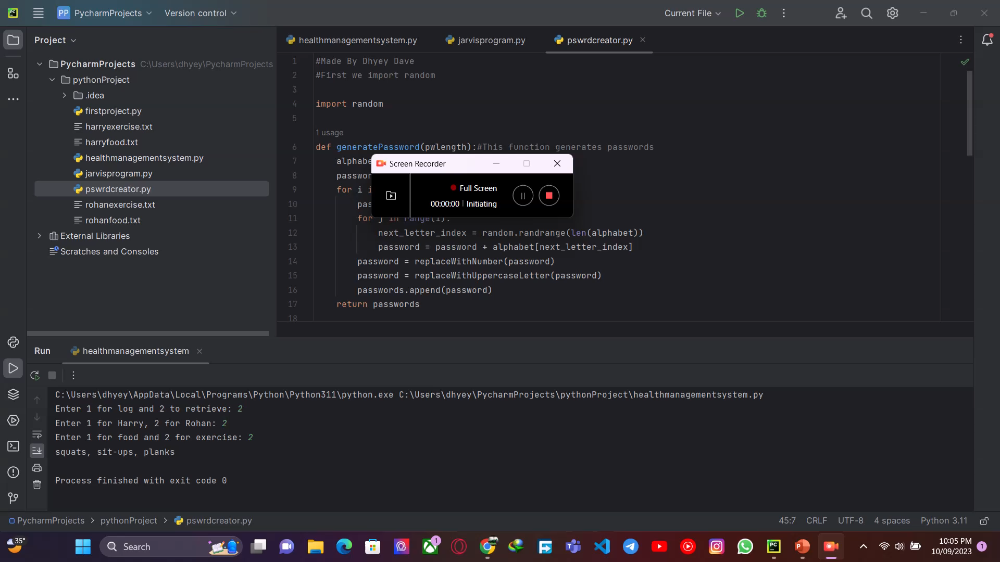 PC
PP PycharmProjects
Version control
Current File
Project
PycharmProjects C:\Users\dhyey\PycharmProjects
pythonProject
.idea
firstproject.py
harryexercise.txt
harryfood.txt
healthmanagementsystem.py
jarvisprogram.py
pswrdcreator.py
rohanexercise.txt
rohanfood.txt
External Libraries
Scratches and Consoles
healthmanagementsystem.py
jarvisprogram.py
pswrdcreator.py
1 #Made By Dhyey Dave
2 #First we import random
3
4 import random
5
1 usage
6 def generatePassword(pwlength):#This function generates passwords
7 alphabe
8 passwor
9 for i i
10 pas
11 for j in range(i):
12 next_letter_index = random.randrange(len(alphabet))
13 password = password + alphabet[next_letter_index]
14 password = replaceWithNumber(password)
15 password = replaceWithUppercaseLetter(password)
16 passwords.append(password)
17 return passwords
18
Screen Recorder
Full Screen
00:00:00 | Initiating
Run
healthmanagementsystem
C:\Users\dhyey\AppData\Local\Programs\Python\Python311\python.exe C:\Users\dhyey\PycharmProjects\pythonProject\healthmanagementsystem.py
Enter 1 for log and 2 to retrieve: 2
Enter 1 for Harry, 2 for Rohan: 2
Enter 1 for food and 2 for exercise: 2
squats, sit-ups, planks
Process finished with exit code 0
PycharmProjects > pythonProject > pswrdcreator.py
45:7 CRLF UTF-8 4 spaces Python 3.11
35°
Search
1
PC
P
10:05 PM
10/09/2023
1